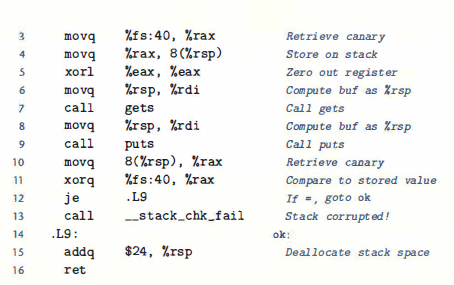 3 movq %fs:40, %rax Retrieve canary
4 movq %rax, 8(%rsp) Store on stack
5 xorl %eax, %eax Zero out register
6 movq %rsp, %rdi Compute buf as %rsp
7 call gets Call gets
8 movq %rsp, %rdi Compute buf as %rsp
9 call puts Call puts
10 movq 8(%rsp), %rax Retrieve canary
11 xorq %fs:40, %rax Compare to stored value
12 je .L9 If =, goto ok
13 call __stack_chk_fail Stack corrupted!
14 .L9: ok:
15 addq $24, %rsp Deallocate stack space
16 ret